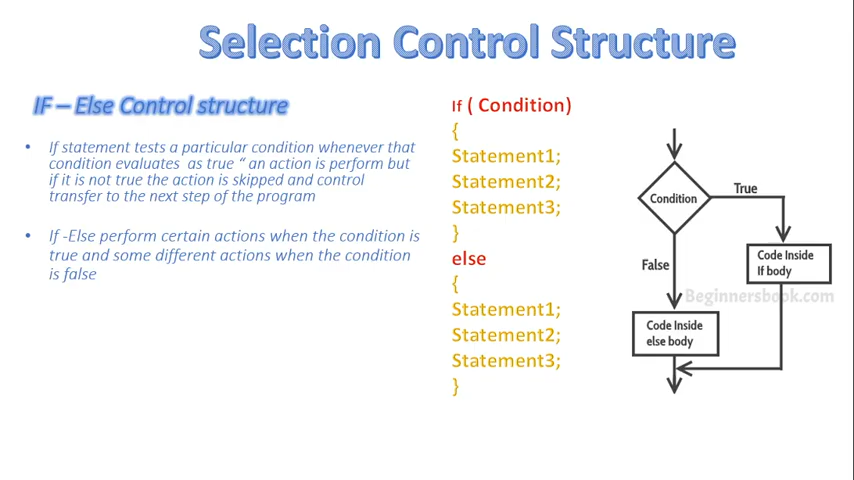 Selection Control Structure
IF – Else Control structure
• If statement tests a particular condition whenever that
condition evaluates as true “ an action is perform but
if it is not true the action is skipped and control
transfer to the next step of the program
• If -Else perform certain actions when the condition is
true and some different actions when the condition
is false
If ( Condition)
{
Statement1;
Statement2;
Statement3;
}
else
{
Statement1;
Statement2;
Statement3;
}
Condition
True
False
Code Inside
If body
Beginnersbook.com
Code Inside
else body